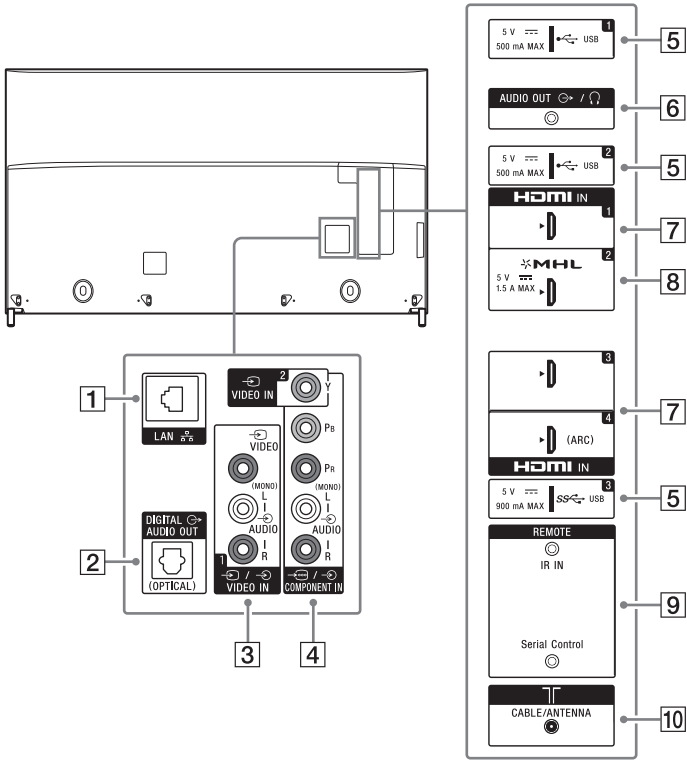 1
5 V
500 mA MAX
USB
5
AUDIO OUT /
6
2
5 V
500 mA MAX
USB
5
HDMI IN
1
7
MHL
2
5 V
1.5 A MAX
8
3
7
4
(ARC)
HDMI IN
3
5 V
900 mA MAX
SS USB
5
REMOTE
IR IN
Serial Control
9
CABLE/ANTENNA
10
1
LAN
DIGITAL
AUDIO OUT
(OPTICAL)
2
VIDEO
(MONO)
L
AUDIO
R
1
/
VIDEO IN
3
2
VIDEO IN
Y
PB
PR
(MONO)
L
AUDIO
R
/
COMPONENT IN
4